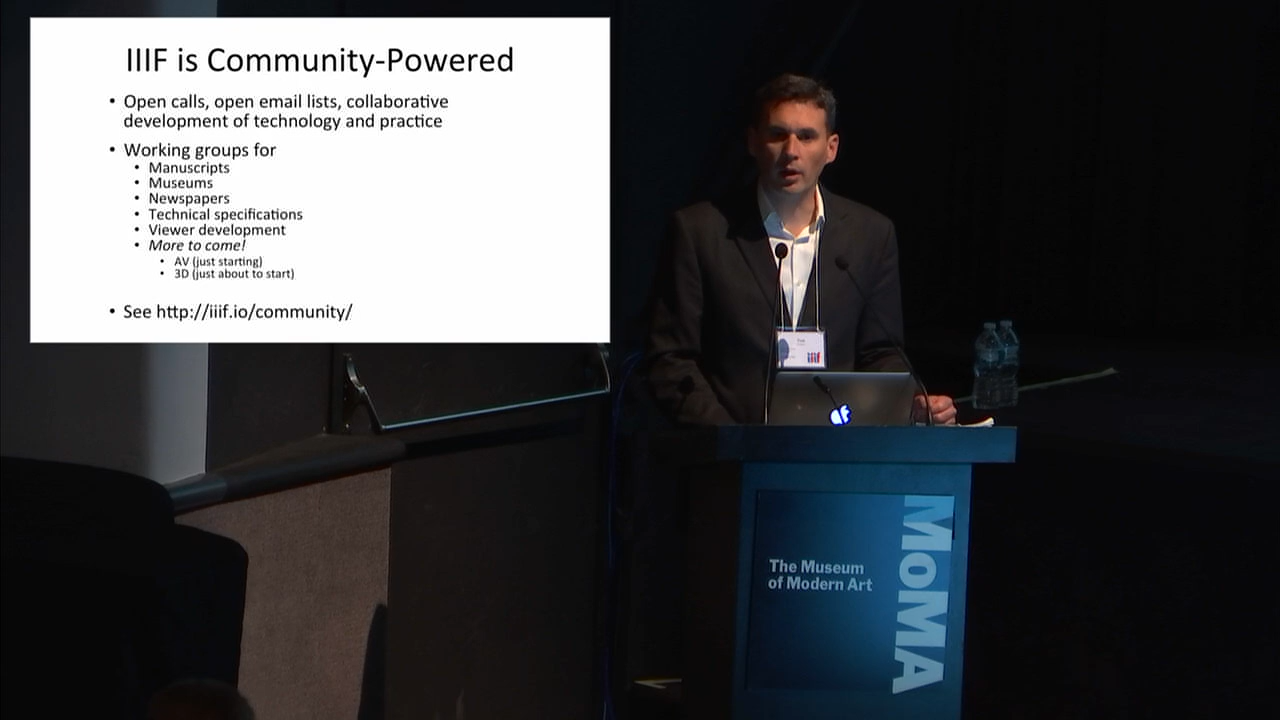 IIIF is Community-Powered
• Open calls, open email lists, collaborative
development of technology and practice
• Working groups for
• Manuscripts
• Museums
• Newspapers
• Technical specifications
• Viewer development
• More to come!
• AV (just starting)
• 3D (just about to start)
• See http://iiif.io/community/
iiif
The Museum
of Modern Art
MoMA